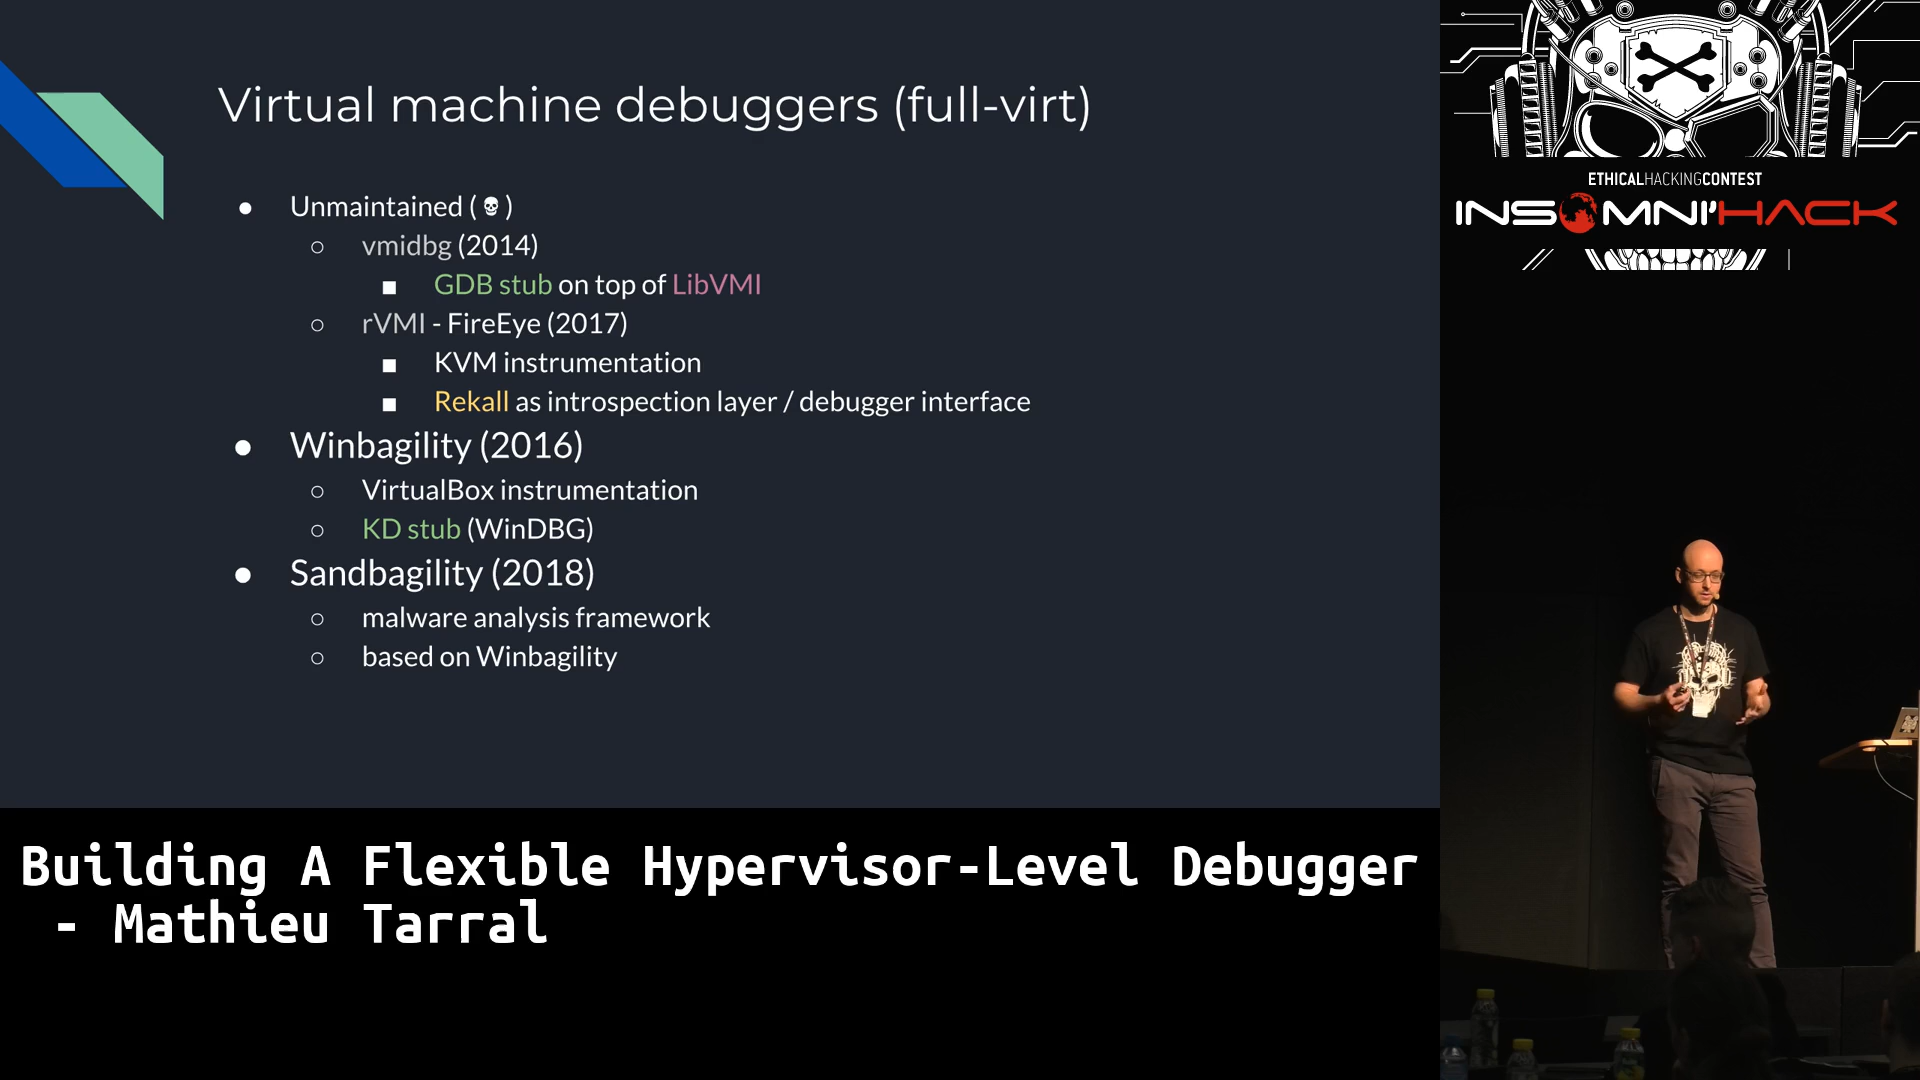 Virtual machine debuggers (full-virt)
● Unmaintained (💀)
○ vmidbg (2014)
■ GDB stub on top of LibVMI
○ rVMI - FireEye (2017)
■ KVM instrumentation
■ Rekall as introspection layer / debugger interface
● Winbagility (2016)
○ VirtualBox instrumentation
○ KD stub (WinDBG)
● Sandbagility (2018)
○ malware analysis framework
○ based on Winbagility
ETHICALHACKINGCONTEST
INSOMNI'HACK
Building A Flexible Hypervisor-Level Debugger
- Mathieu Tarral